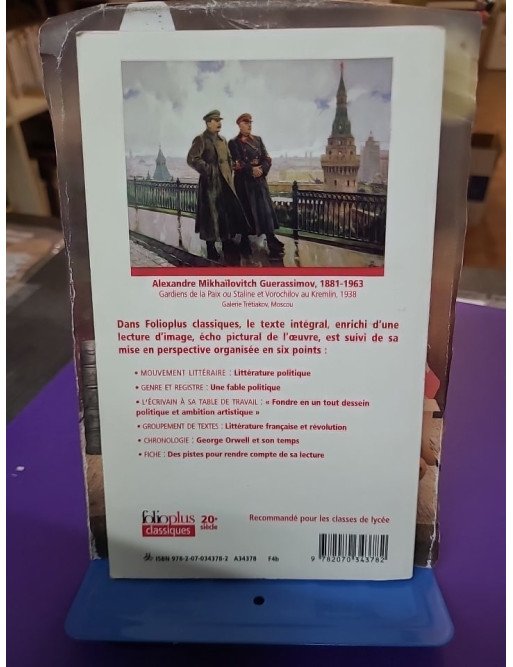 Alexandre Mikhaïlovitch Guerassimov, 1881-1963
Gardiens de la Paix ou Staline et Vorochilov au Kremlin, 1938
Galerie Trétiakov, Moscou
Dans Folioplus classiques, le texte intégral, enrichi d'une
lecture d'image, écho pictural de l'œuvre, est suivi de sa
mise en perspective organisée en six points :
• MOUVEMENT LITTÉRAIRE : Littérature politique
• GENRE ET REGISTRE : Une fable politique
• L'ÉCRIVAIN À SA TABLE DE TRAVAIL : « Fondre en un tout dessein
politique et ambition artistique »
• GROUPEMENT DE TEXTES : Littérature française et révolution
• CHRONOLOGIE : George Orwell et son temps
• FICHE : Des pistes pour rendre compte de sa lecture
folioplus
classiques
20e
siècle
Recommandé pour les classes de lycée
ISBN 978-2-07-034378-2 A34378 F4b
9 782070 343782